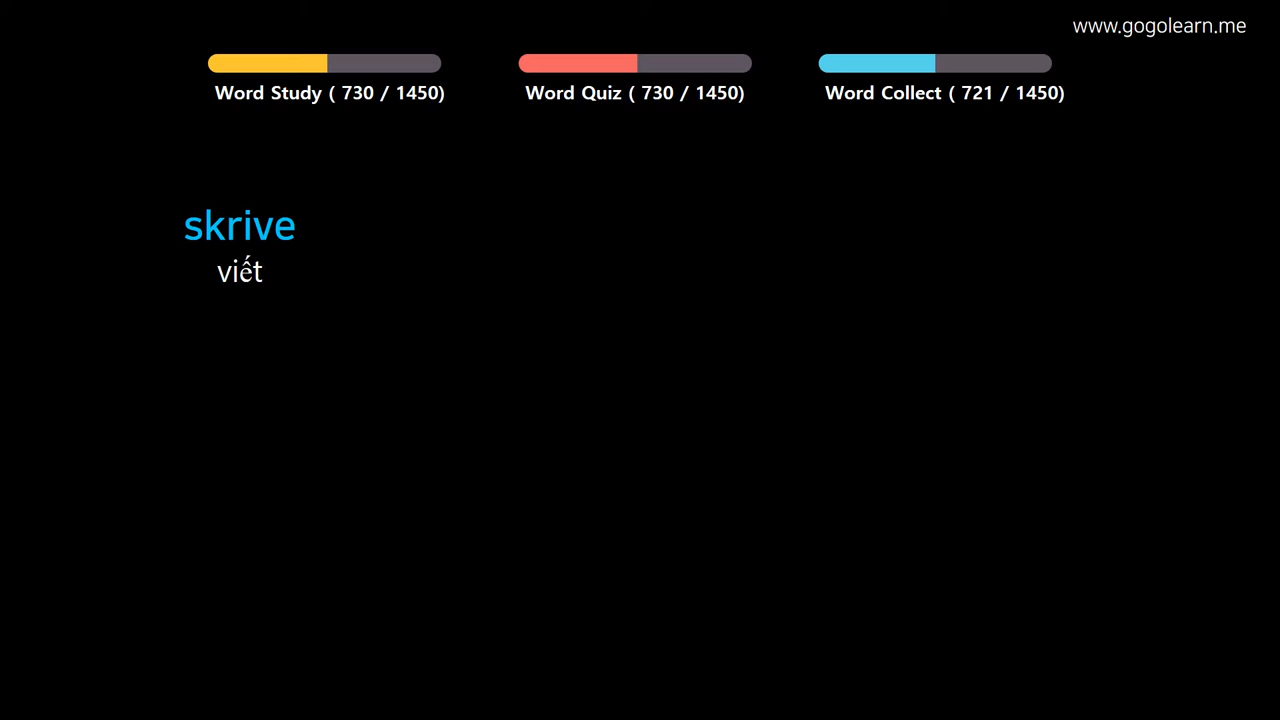 www.gogolearn.me
Word Study ( 730 / 1450)
Word Quiz ( 730 / 1450)
Word Collect ( 721 / 1450)
skrive
viết